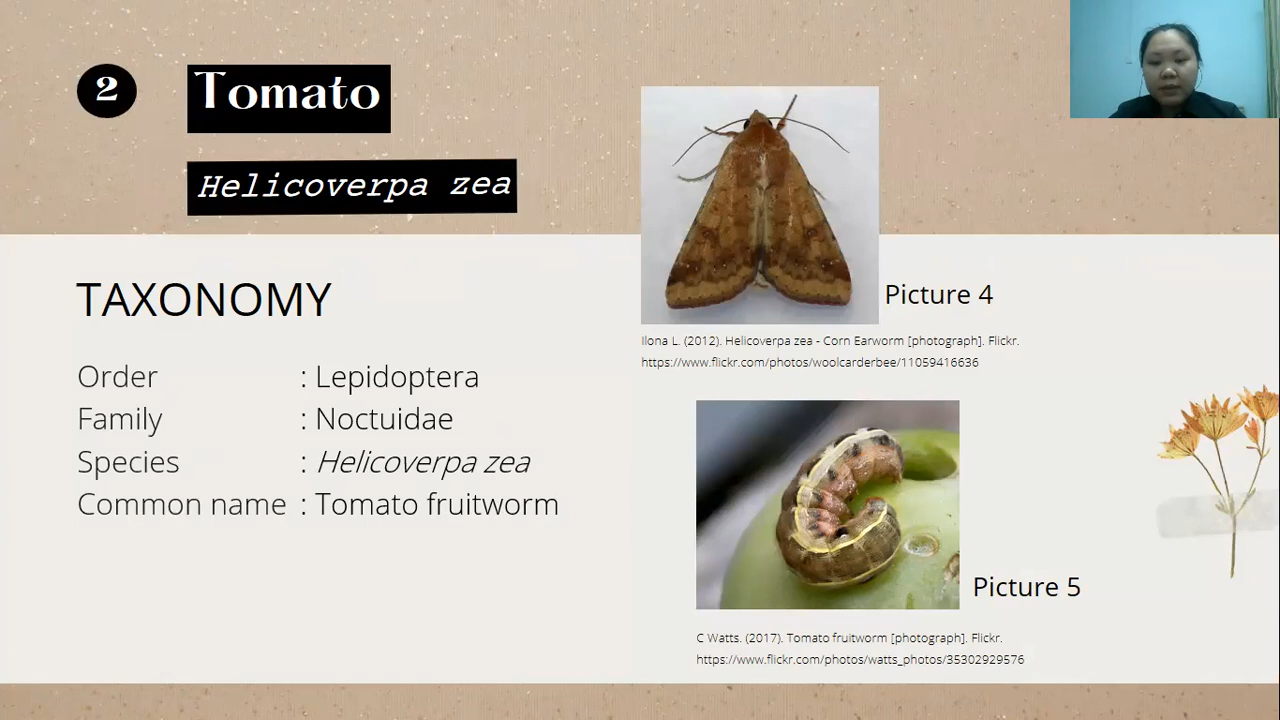 2
Tomato
Helicoverpa zea
TAXONOMY
Order : Lepidoptera
Family : Noctuidae
Species : Helicoverpa zea
Common name : Tomato fruitworm
Picture 4
Ilona L. (2012). Helicoverpa zea - Corn Earworm [photograph]. Flickr.
https://www.flickr.com/photos/woolcarderbee/11059416636
Picture 5
C Watts. (2017). Tomato fruitworm [photograph]. Flickr.
https://www.flickr.com/photos/watts_photos/35302929576